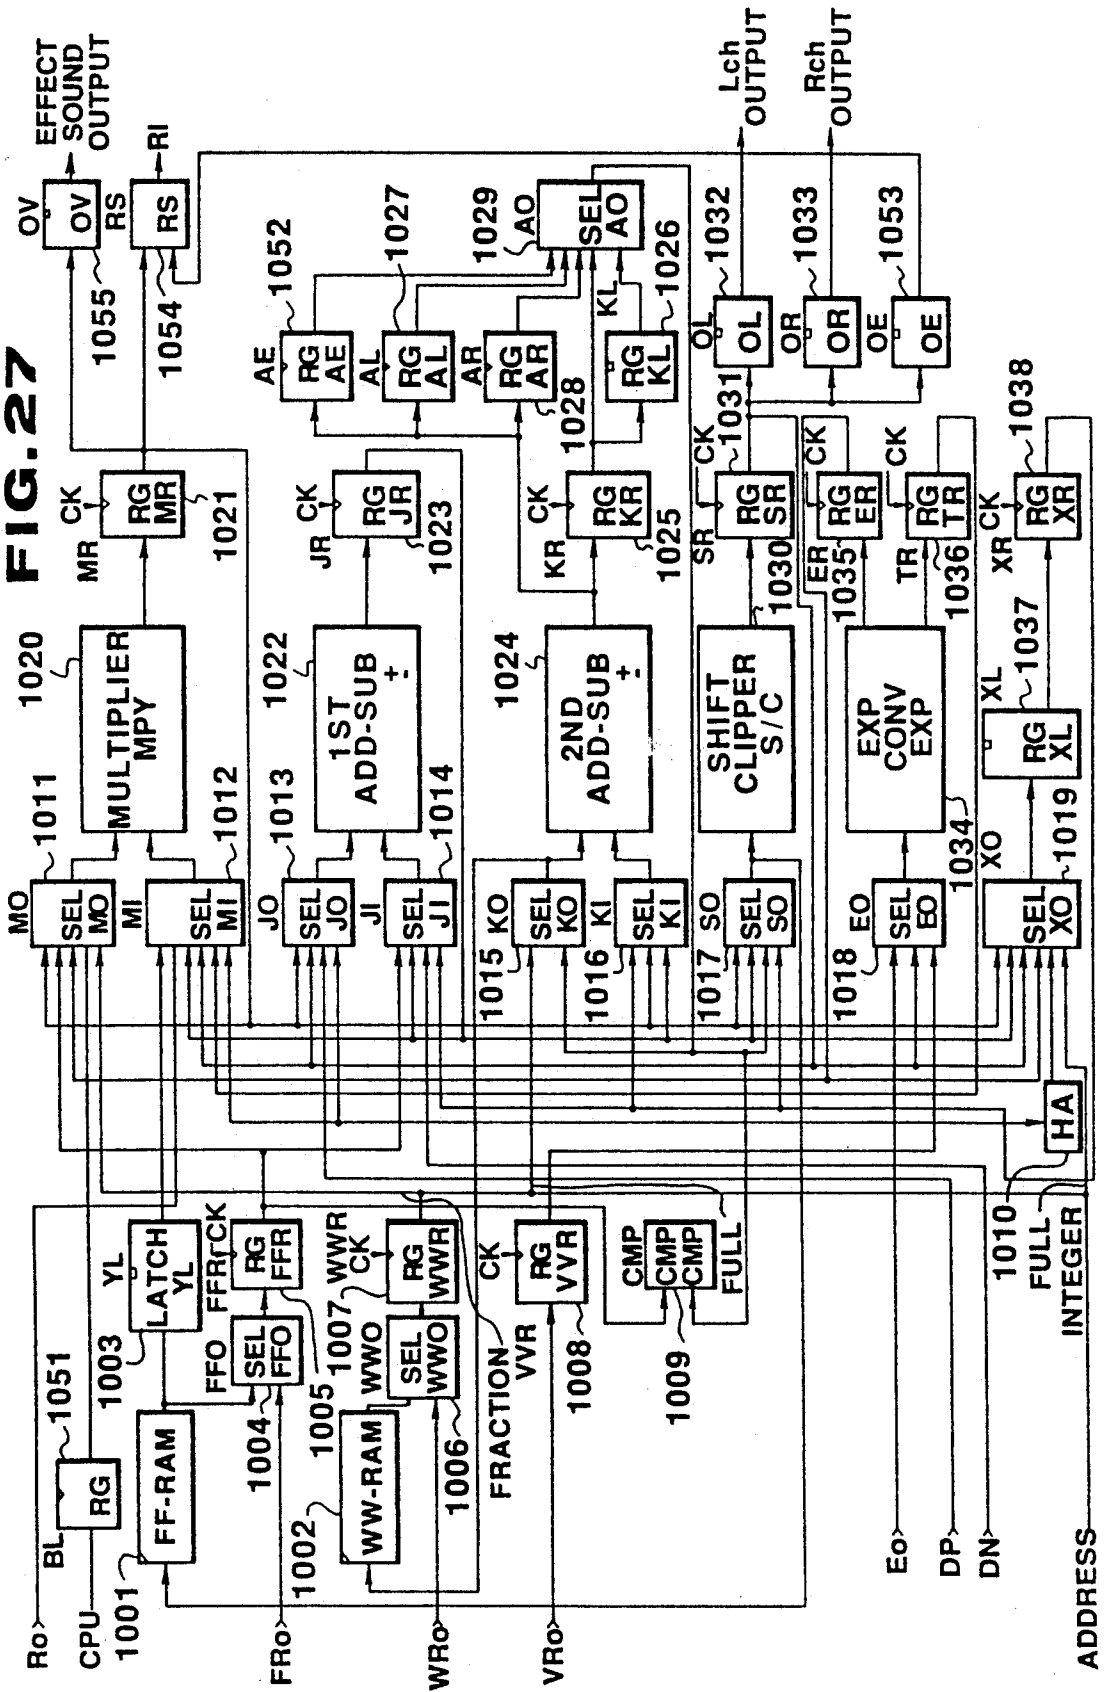 FIG.27
Ro
CPU
BL
1051
RG
1001
FF-RAM
YL
LATCH
YL
1003
FFO
SEL
FFO
1004
FFR
CK
RG
FFR
1005
FRo
1002
WW-RAM
WWO
SEL
WWO
1006
WWR
CK
RG
WWR
1007
WRo
FRACTION
VVR
CK
RG
VVR
1008
VRo
CMP
CMP
CMP
1009
FULL
Eo
DP
DN
ADDRESS
INTEGER
FULL
1010
HA
MO
1011
SEL
MO
MI
1012
SEL
MI
JO
1013
SEL
JO
JI
1014
SEL
JI
KO
1015
SEL
KO
KI
1016
SEL
KI
SO
1017
SEL
SO
EO
1018
SEL
EO
XO
1019
SEL
XO
1020
MULTIPLIER
MPY
1022
1ST
ADD-SUB
+-
1024
2ND
ADD-SUB
+-
SHIFT
CLIPPER
S/C
1030
EXP
CONV
EXP
1034
XL
1037
RG
XL
MR
CK
RG
MR
1021
JR
CK
RG
JR
1023
KR
CK
RG
KR
1025
SR
CK
RG
SR
1031
ER
CK
RG
ER
1035
TR
CK
RG
TR
1036
XR
CK
RG
XR
1038
AE
1052
RG
AE
AL
1027
RG
AL
AR
RG
AR
1028
KL
RG
KL
1026
1029
AO
SEL
AO
OL
OL
1032
OR
OR
1033
OE
OE
1053
OV
OV
1055
RS
RS
1054
EFFECT
SOUND
OUTPUT
RI
Lch
OUTPUT
Rch
OUTPUT